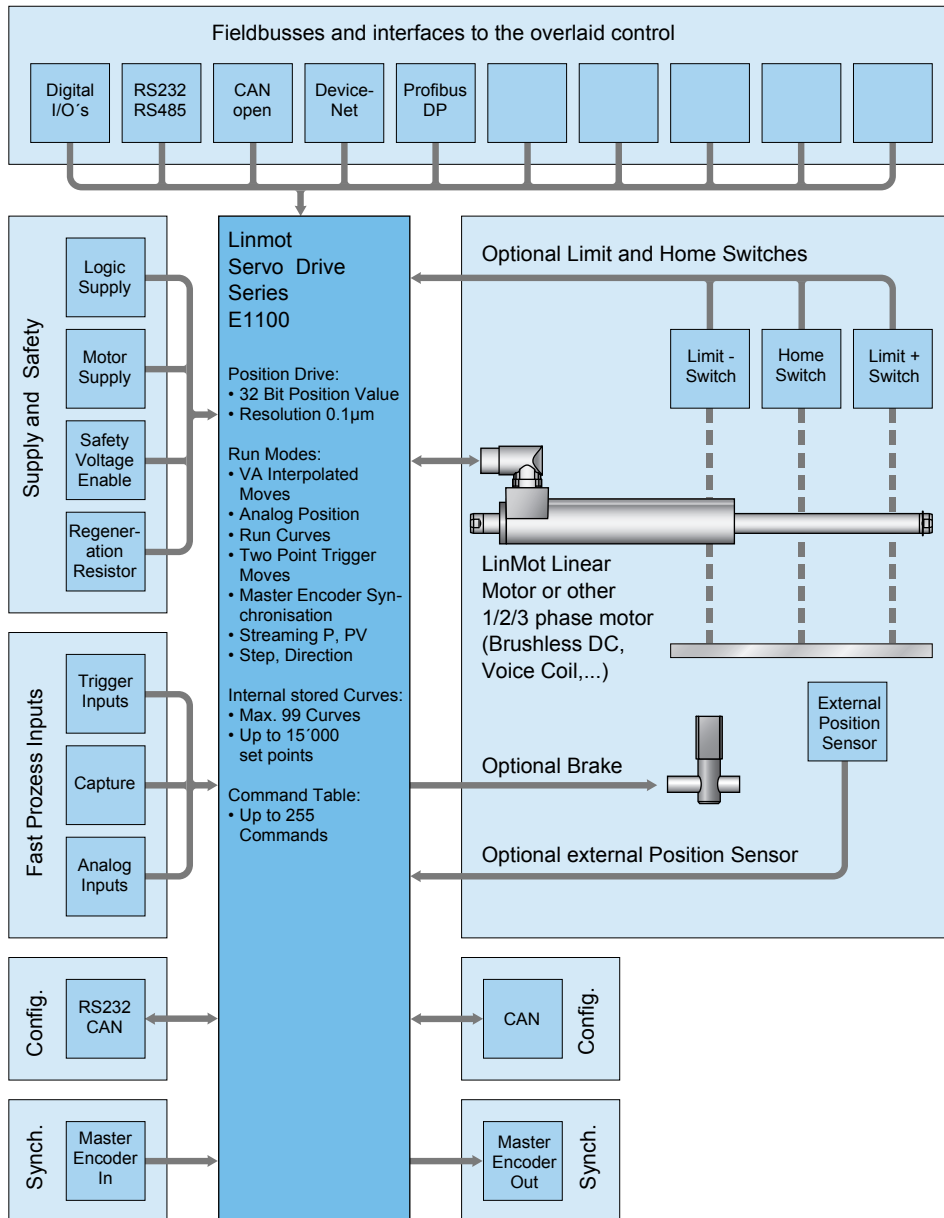 Fieldbusses and interfaces to the overlaid control
Digital
I/O´s
RS232
RS485
CAN
open
Device-
Net
Profibus
DP
Supply and Safety
Logic
Supply
Motor
Supply
Safety
Voltage
Enable
Regener-
ation
Resistor
Linmot
Servo Drive
Series
E1100
Position Drive:
• 32 Bit Position Value
• Resolution 0.1µm
Run Modes:
• VA Interpolated
Moves
• Analog Position
• Run Curves
• Two Point Trigger
Moves
• Master Encoder Syn-
chronisation
• Streaming P, PV
• Step, Direction
Internal stored Curves:
• Max. 99 Curves
• Up to 15´000
set points
Command Table:
• Up to 255
Commands
Optional Limit and Home Switches
Limit -
Switch
Home
Switch
Limit +
Switch
LinMot Linear
Motor or other
1/2/3 phase motor
(Brushless DC,
Voice Coil,...)
External
Position
Sensor
Optional Brake
Optional external Position Sensor
Fast Prozess Inputs
Trigger
Inputs
Capture
Analog
Inputs
Config.
RS232
CAN
CAN
Config.
Synch.
Master
Encoder
In
Master
Encoder
Out
Synch.